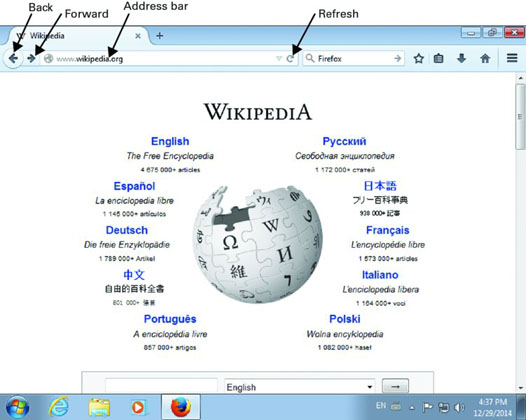 Back
Forward
Address bar
Refresh
Wikipedia
www.wikipedia.org
Firefox
WIKIPEDIA
English
The Free Encyclopedia
4 675 000+ articles
Русский
Свободная энциклопедия
1 172 000+ статей
Español
La enciclopedia libre
1 145 000+ artículos
日本語
フリー百科事典
938 000+ 記事
Deutsch
Die freie Enzyklopädie
1 789 000+ Artikel
Français
L'encyclopédie libre
1 573 000+ articles
中文
自由的百科全書
801 000+
Italiano
L'enciclopedia libera
1 164 000+ voci
Português
A enciclopédia livre
857 000+ artigos
Polski
Wolna encyklopedia
1 082 000+ haseł
Ω W И
維
English
EN
4:37 PM
12/29/2014